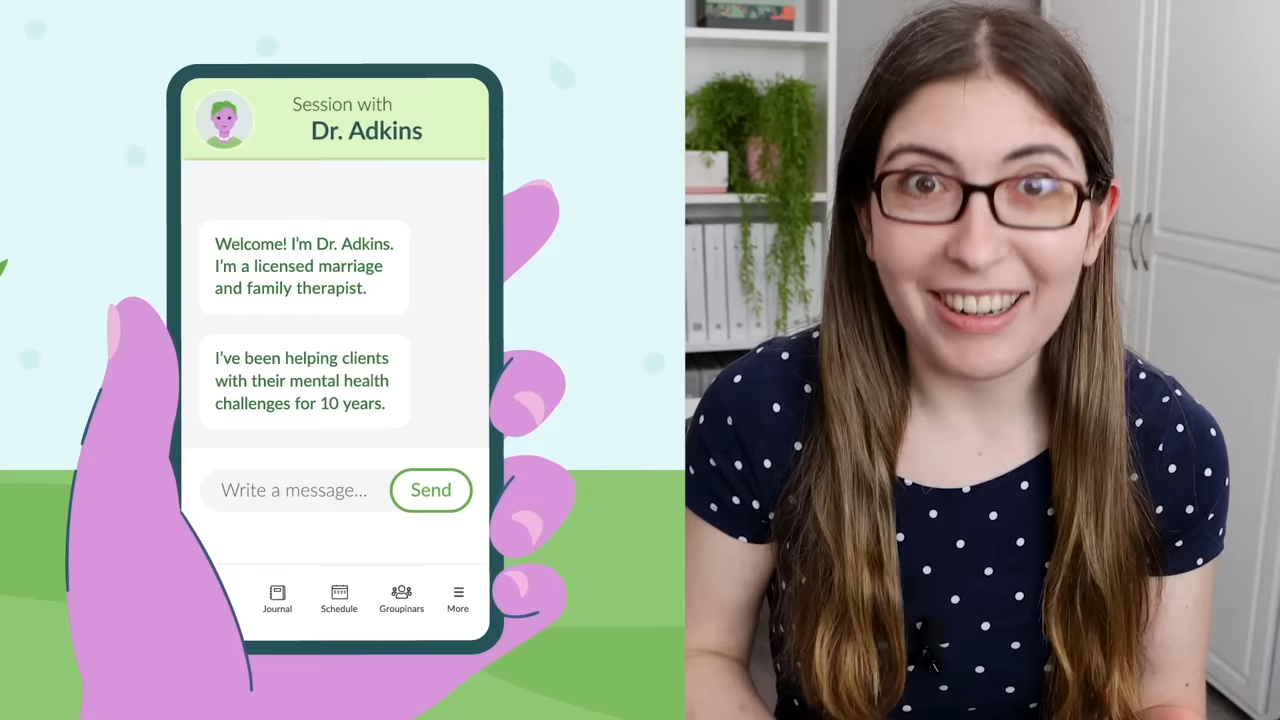 Session with
Dr. Adkins
Welcome! I’m Dr. Adkins.
I’m a licensed marriage
and family therapist.
I’ve been helping clients
with their mental health
challenges for 10 years.
Write a message... Send
Journal Schedule Groupinars More